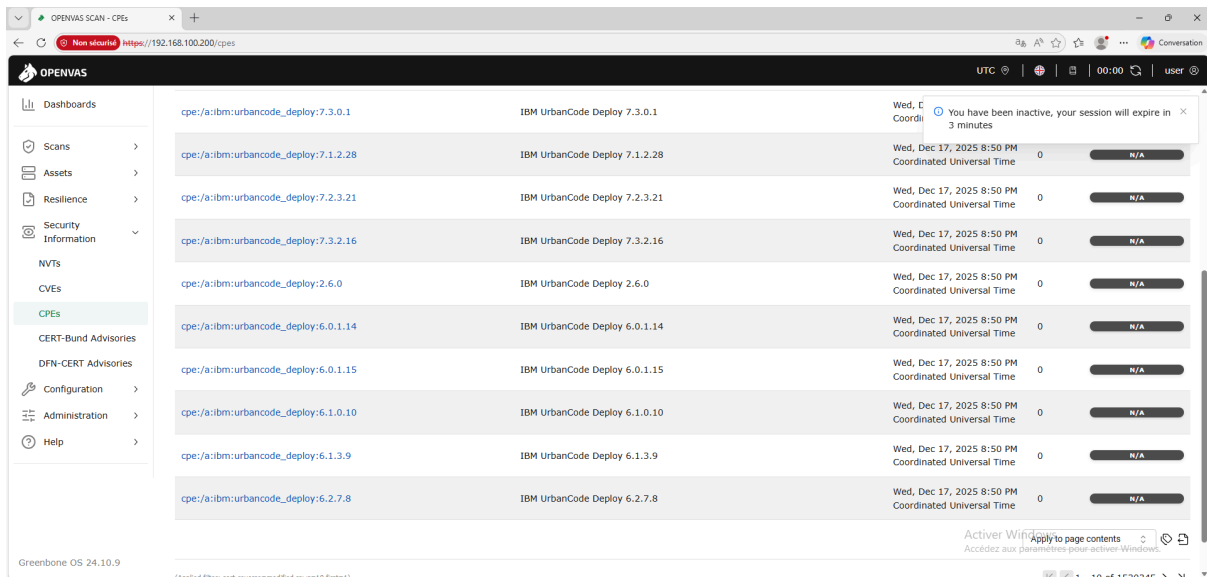 OPENVAS SCAN - CPEs
Non sécurisé https://192.168.100.200/cpes
Conversation
OPENVAS
UTC
00:00
user
Dashboards
Scans
Assets
Resilience
Security
Information
NVTs
CVEs
CPEs
CERT-Bund Advisories
DFN-CERT Advisories
Configuration
Administration
Help
Greenbone OS 24.10.9
You have been inactive, your session will expire in
3 minutes
cpe:/a:ibm:urbancode_deploy:7.3.0.1 IBM UrbanCode Deploy 7.3.0.1 Wed,
cpe:/a:ibm:urbancode_deploy:7.1.2.28 IBM UrbanCode Deploy 7.1.2.28 Wed, Dec 17, 2025 8:50 PM
Coordinated Universal Time 0 N/A
cpe:/a:ibm:urbancode_deploy:7.2.3.21 IBM UrbanCode Deploy 7.2.3.21 Wed, Dec 17, 2025 8:50 PM
Coordinated Universal Time 0 N/A
cpe:/a:ibm:urbancode_deploy:7.3.2.16 IBM UrbanCode Deploy 7.3.2.16 Wed, Dec 17, 2025 8:50 PM
Coordinated Universal Time 0 N/A
cpe:/a:ibm:urbancode_deploy:2.6.0 IBM UrbanCode Deploy 2.6.0 Wed, Dec 17, 2025 8:50 PM
Coordinated Universal Time 0 N/A
cpe:/a:ibm:urbancode_deploy:6.0.1.14 IBM UrbanCode Deploy 6.0.1.14 Wed, Dec 17, 2025 8:50 PM
Coordinated Universal Time 0 N/A
cpe:/a:ibm:urbancode_deploy:6.0.1.15 IBM UrbanCode Deploy 6.0.1.15 Wed, Dec 17, 2025 8:50 PM
Coordinated Universal Time 0 N/A
cpe:/a:ibm:urbancode_deploy:6.1.0.10 IBM UrbanCode Deploy 6.1.0.10 Wed, Dec 17, 2025 8:50 PM
Coordinated Universal Time 0 N/A
cpe:/a:ibm:urbancode_deploy:6.1.3.9 IBM UrbanCode Deploy 6.1.3.9 Wed, Dec 17, 2025 8:50 PM
Coordinated Universal Time 0 N/A
cpe:/a:ibm:urbancode_deploy:6.2.7.8 IBM UrbanCode Deploy 6.2.7.8 Wed, Dec 17, 2025 8:50 PM
Coordinated Universal Time 0 N/A
Apply to page contents
Activer Windows
Accédez aux paramètres pour activer Windows.